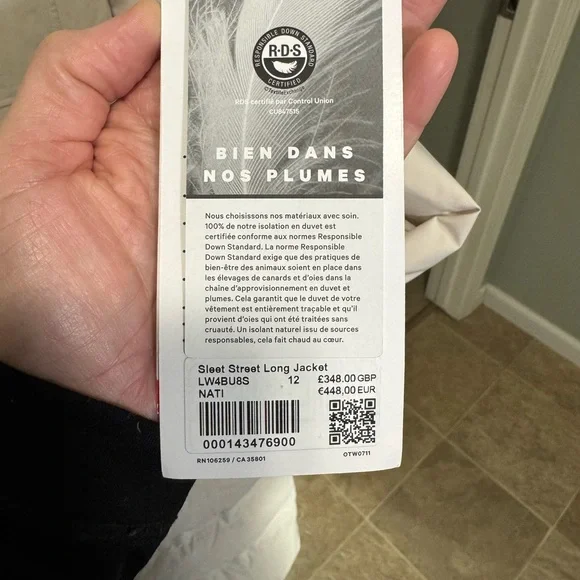 RESPONSIBLE DOWN STANDARD
R·D·S
CERTIFIED
RDS certifié par Control Union
BIEN DANS
NOS PLUMES
Nous choisissons nos matériaux avec soin.
100% de notre isolation en duvet est
certifiée conforme aux normes Responsible
Down Standard. La norme Responsible
Down Standard exige que des pratiques de
bien-être des animaux soient en place dans
les élevages de canards et d'oies dans la
chaîne d'approvisionnement en duvet et
plumes. Cela garantit que le duvet de votre
vêtement est entièrement traçable et qu'il
provient d'oies qui ont été traitées sans
cruauté. Un isolant naturel issu de sources
responsables, cela fait chaud au cœur.
Sleet Street Long Jacket
LW4BU8S 12 £348.00 GBP
NATI €448,00 EUR
000143476900
RN106259 / CA35801 OTW0711